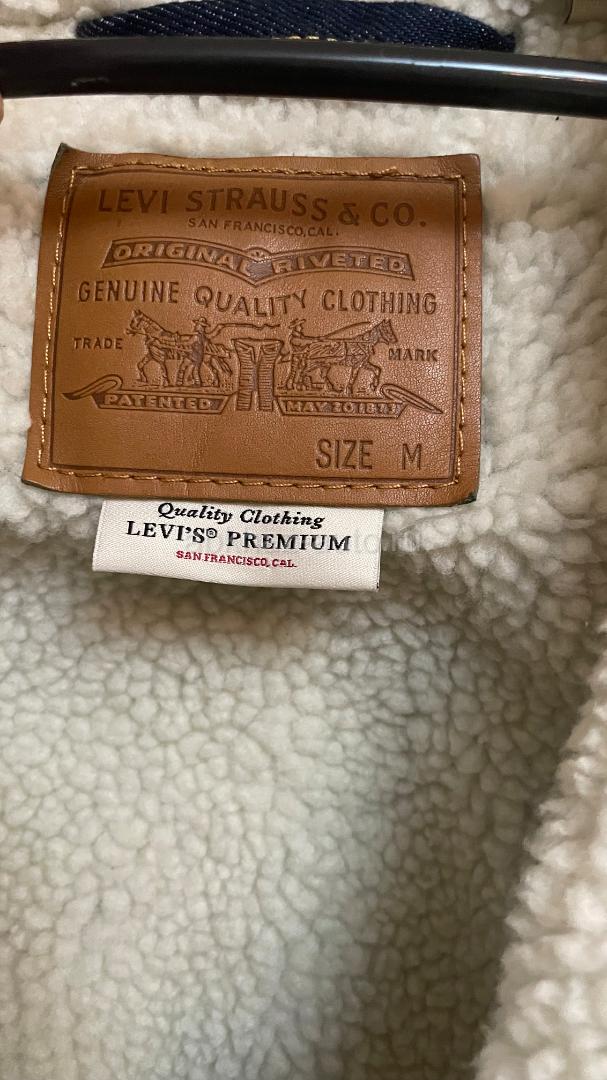 LEVI STRAUSS & CO.
SAN FRANCISCO, CAL.
ORIGINAL RIVETED
GENUINE QUALITY CLOTHING
TRADE MARK
PATENTED MAY 20 1873
SIZE M
Quality Clothing
LEVI'S® PREMIUM
SAN FRANCISCO, CAL.